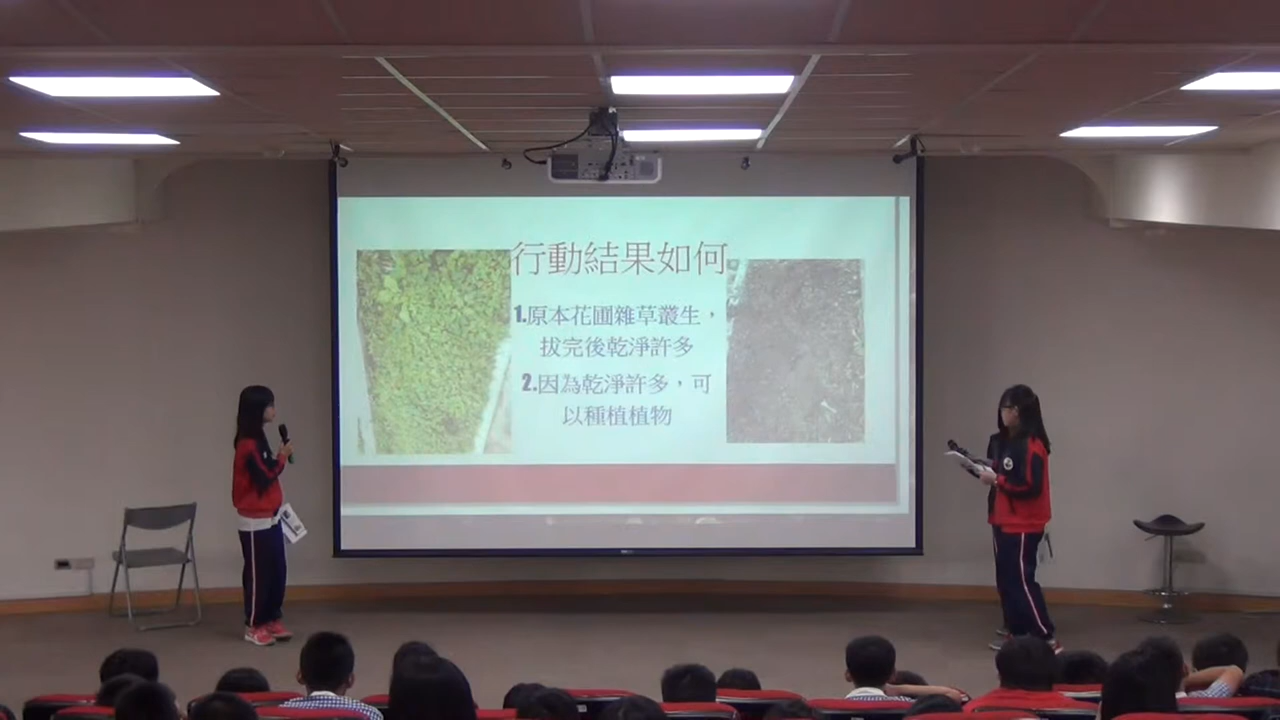 行動結果如何
1.原本花圃雜草叢生，
拔完後乾淨許多
2.因為乾淨許多，可
以種植植物